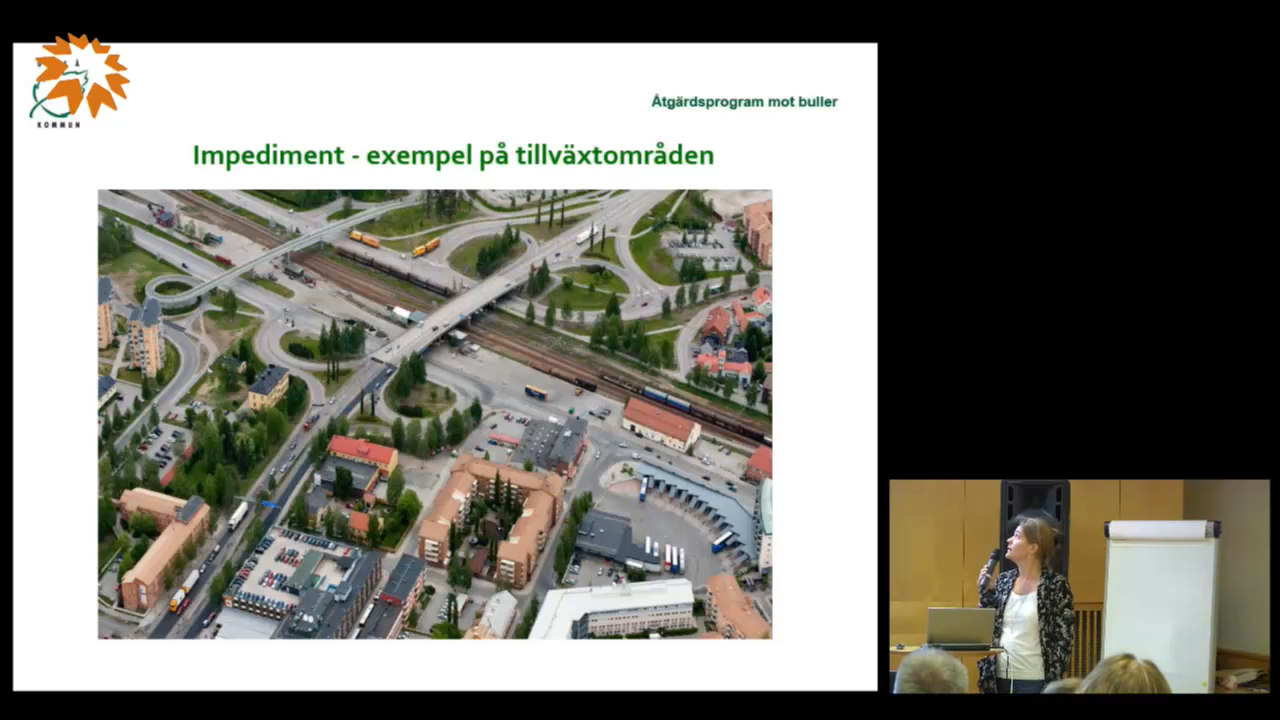 KOMMUN
Åtgärdsprogram mot buller
Impediment - exempel på tillväxtområden